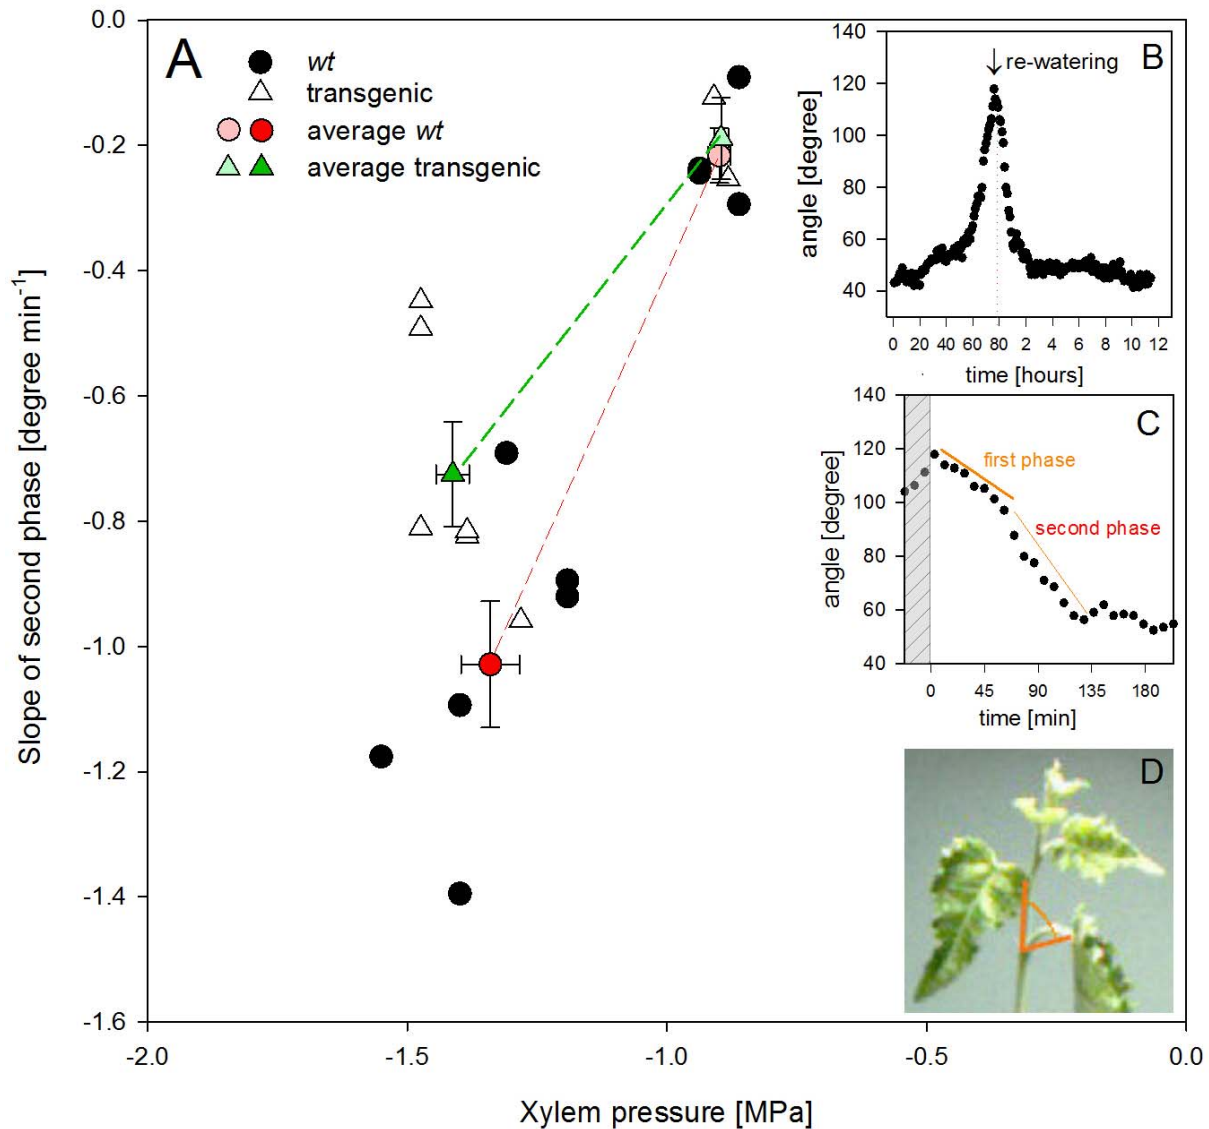 A
wt
transgenic
average wt
average transgenic
0.0
-0.2
-0.4
-0.6
-0.8
-1.0
-1.2
-1.4
-1.6
Slope of second phase [degree min⁻¹]
-2.0
-1.5
-1.0
-0.5
0.0
Xylem pressure [MPa]
B
↓ re-watering
140
120
100
80
60
40
angle [degree]
0 20 40 60 80 2 4 6 8 10 12
time [hours]
C
first phase
second phase
140
120
100
80
60
40
angle [degree]
0 45 90 135 180
time [min]
D